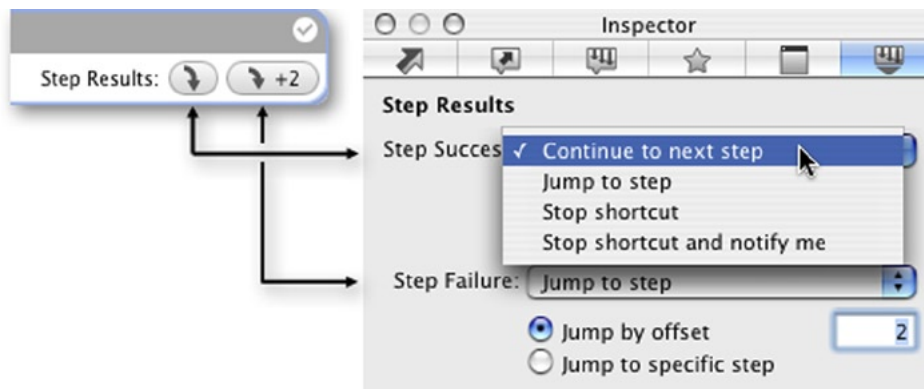 Step Results:
+2
Inspector
Step Results
Step Succes
✓ Continue to next step
Jump to step
Stop shortcut
Stop shortcut and notify me
Step Failure:
Jump to step
Jump by offset
2
Jump to specific step